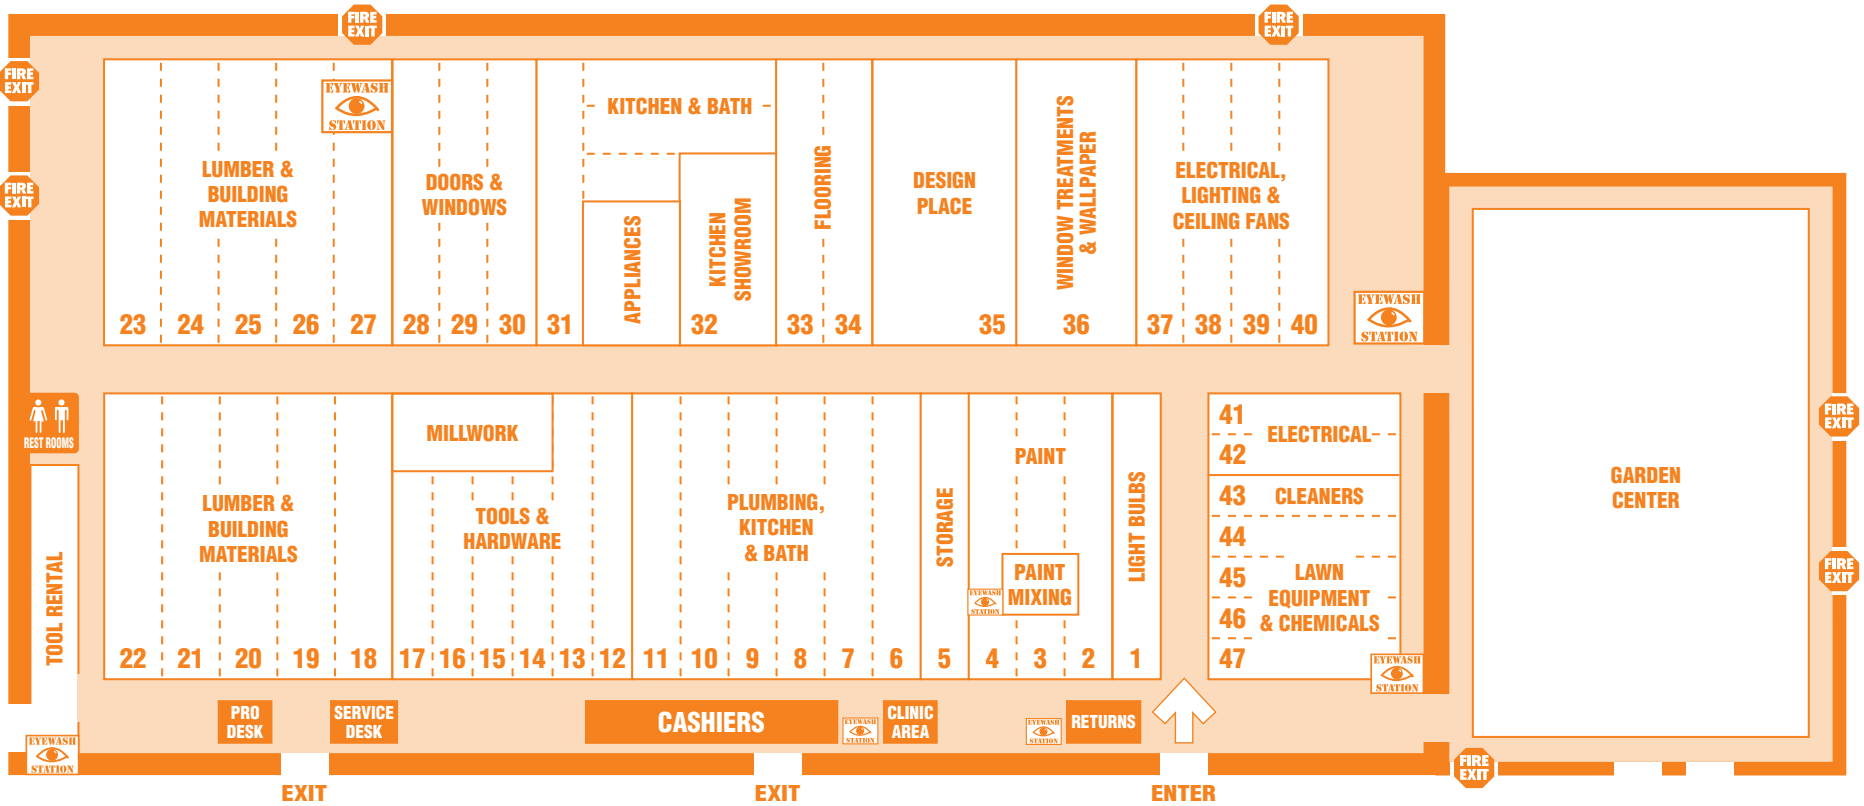 FIRE
EXIT
FIRE
EXIT
FIRE
EXIT
FIRE
EXIT
EYEWASH
STATION
LUMBER &
BUILDING
MATERIALS
DOORS &
WINDOWS
KITCHEN & BATH
APPLIANCES
KITCHEN
SHOWROOM
FLOORING
DESIGN
PLACE
WINDOW TREATMENTS
& WALLPAPER
ELECTRICAL,
LIGHTING &
CEILING FANS
23 24 25 26 27 28 29 30 31 32 33 34 35 36 37 38 39 40
EYEWASH
STATION
REST ROOMS
TOOL RENTAL
LUMBER &
BUILDING
MATERIALS
MILLWORK
TOOLS &
HARDWARE
PLUMBING,
KITCHEN
& BATH
STORAGE
PAINT
PAINT
MIXING
EYEWASH
STATION
LIGHT BULBS
22 21 20 19 18 17 16 15 14 13 12 11 10 9 8 7 6 5 4 3 2 1
41
ELECTRICAL
42
43 CLEANERS
44
45
46
47
LAWN
EQUIPMENT
& CHEMICALS
EYEWASH
STATION
GARDEN
CENTER
FIRE
EXIT
FIRE
EXIT
PRO
DESK
SERVICE
DESK
CASHIERS
EYEWASH
STATION
CLINIC
AREA
EYEWASH
STATION
RETURNS
EYEWASH
STATION
FIRE
EXIT
EXIT
EXIT
ENTER